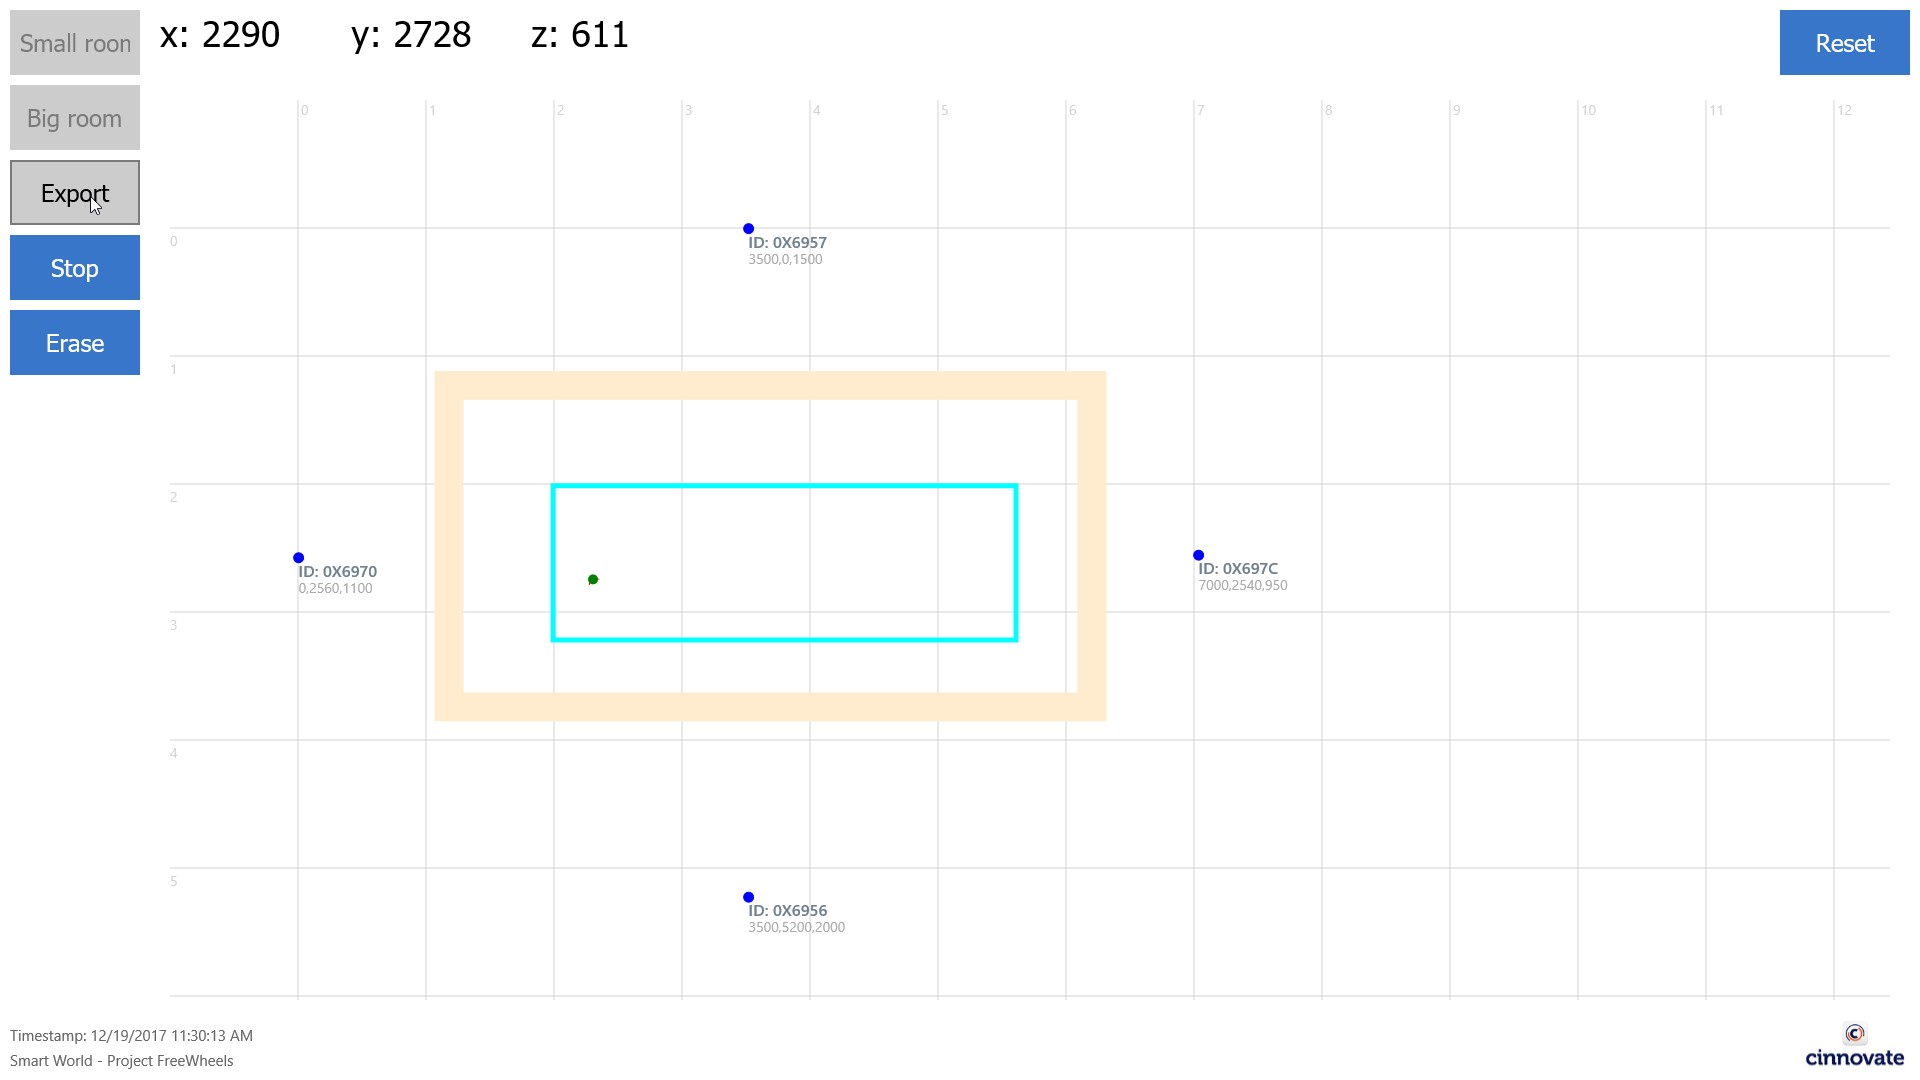 Small room
x: 2290 y: 2728 z: 611
Reset
Big room
0 1 2 3 4 5 6 7 8 9 10 11 12
Export
Stop
0
ID: 0X6957
3500,0,1500
Erase
1
2
ID: 0X6970
0,2560,1100
ID: 0X697C
7000,2540,950
3
4
5
ID: 0X6956
3500,5200,2000
Timestamp: 12/19/2017 11:30:13 AM
Smart World - Project FreeWheels
C
cinnovate